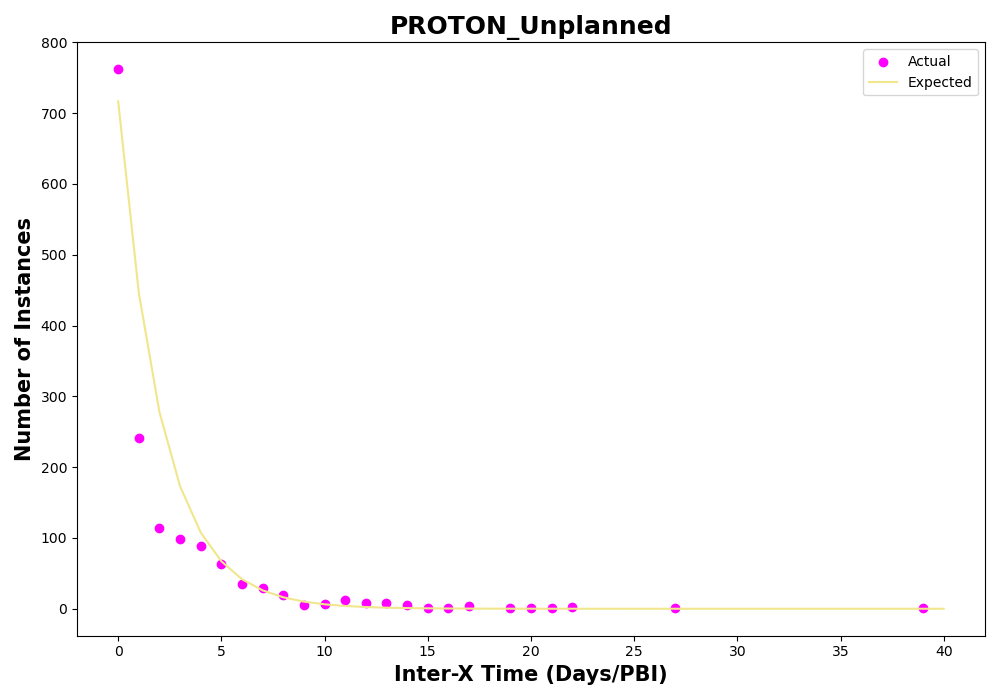 PROTON_Unplanned
Actual
Expected
800
700
600
500
400
300
200
100
0
Number of Instances
0 5 10 15 20 25 30 35 40
Inter-X Time (Days/PBI)